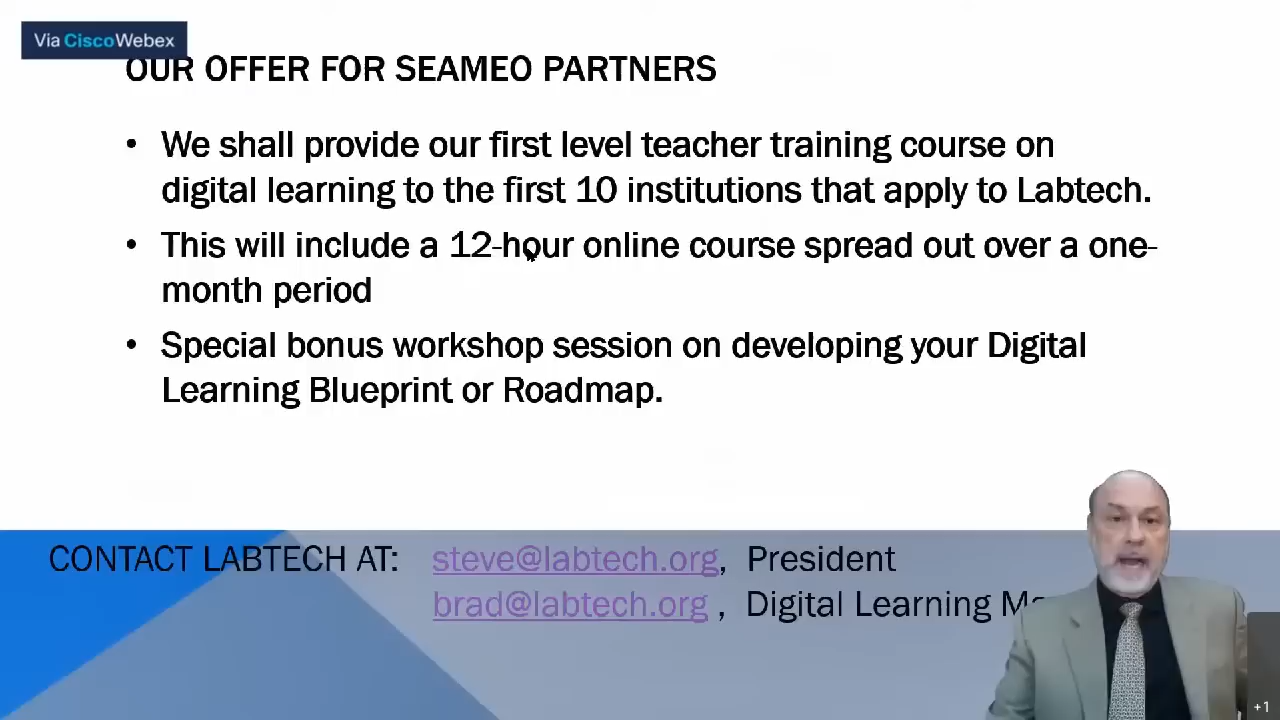 Via CiscoWebex
OUR OFFER FOR SEAMEO PARTNERS
• We shall provide our first level teacher training course on
digital learning to the first 10 institutions that apply to Labtech.
• This will include a 12-hour online course spread out over a one-
month period
• Special bonus workshop session on developing your Digital
Learning Blueprint or Roadmap.
CONTACT LABTECH AT: steve@labtech.org, President
brad@labtech.org , Digital Learning
+1